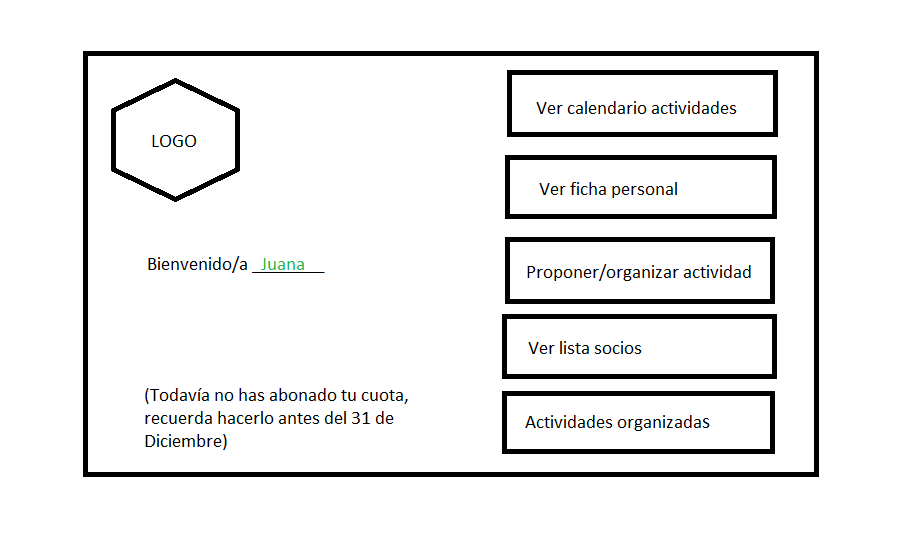 LOGO
Bienvenido/a Juana
(Todavía no has abonado tu cuota,
recuerda hacerlo antes del 31 de
Diciembre)
Ver calendario actividades
Ver ficha personal
Proponer/organizar actividad
Ver lista socios
Actividades organizadas